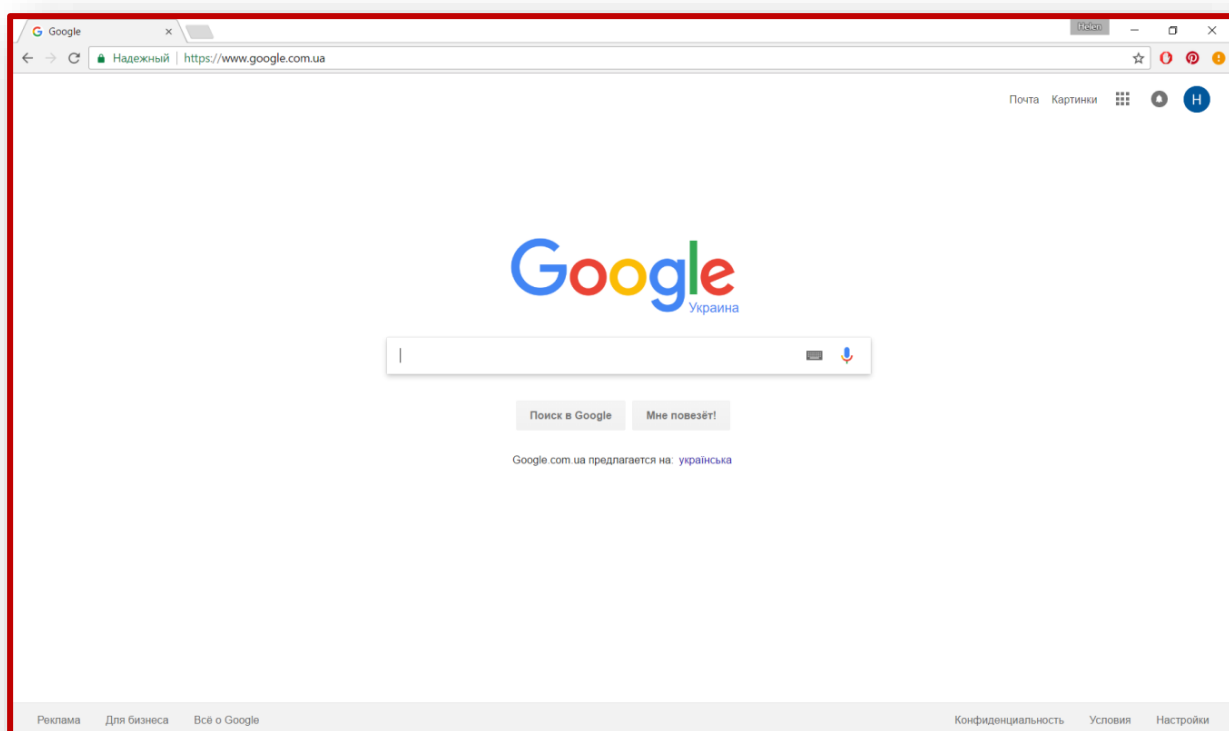 Google
Helen
Надежный | https://www.google.com.ua
Почта Картинки
H
Google
Украина
Поиск в Google Мне повезёт!
Google.com.ua предлагается на: українська
Реклама Для бизнеса Всё о Google Конфиденциальность Условия Настройки